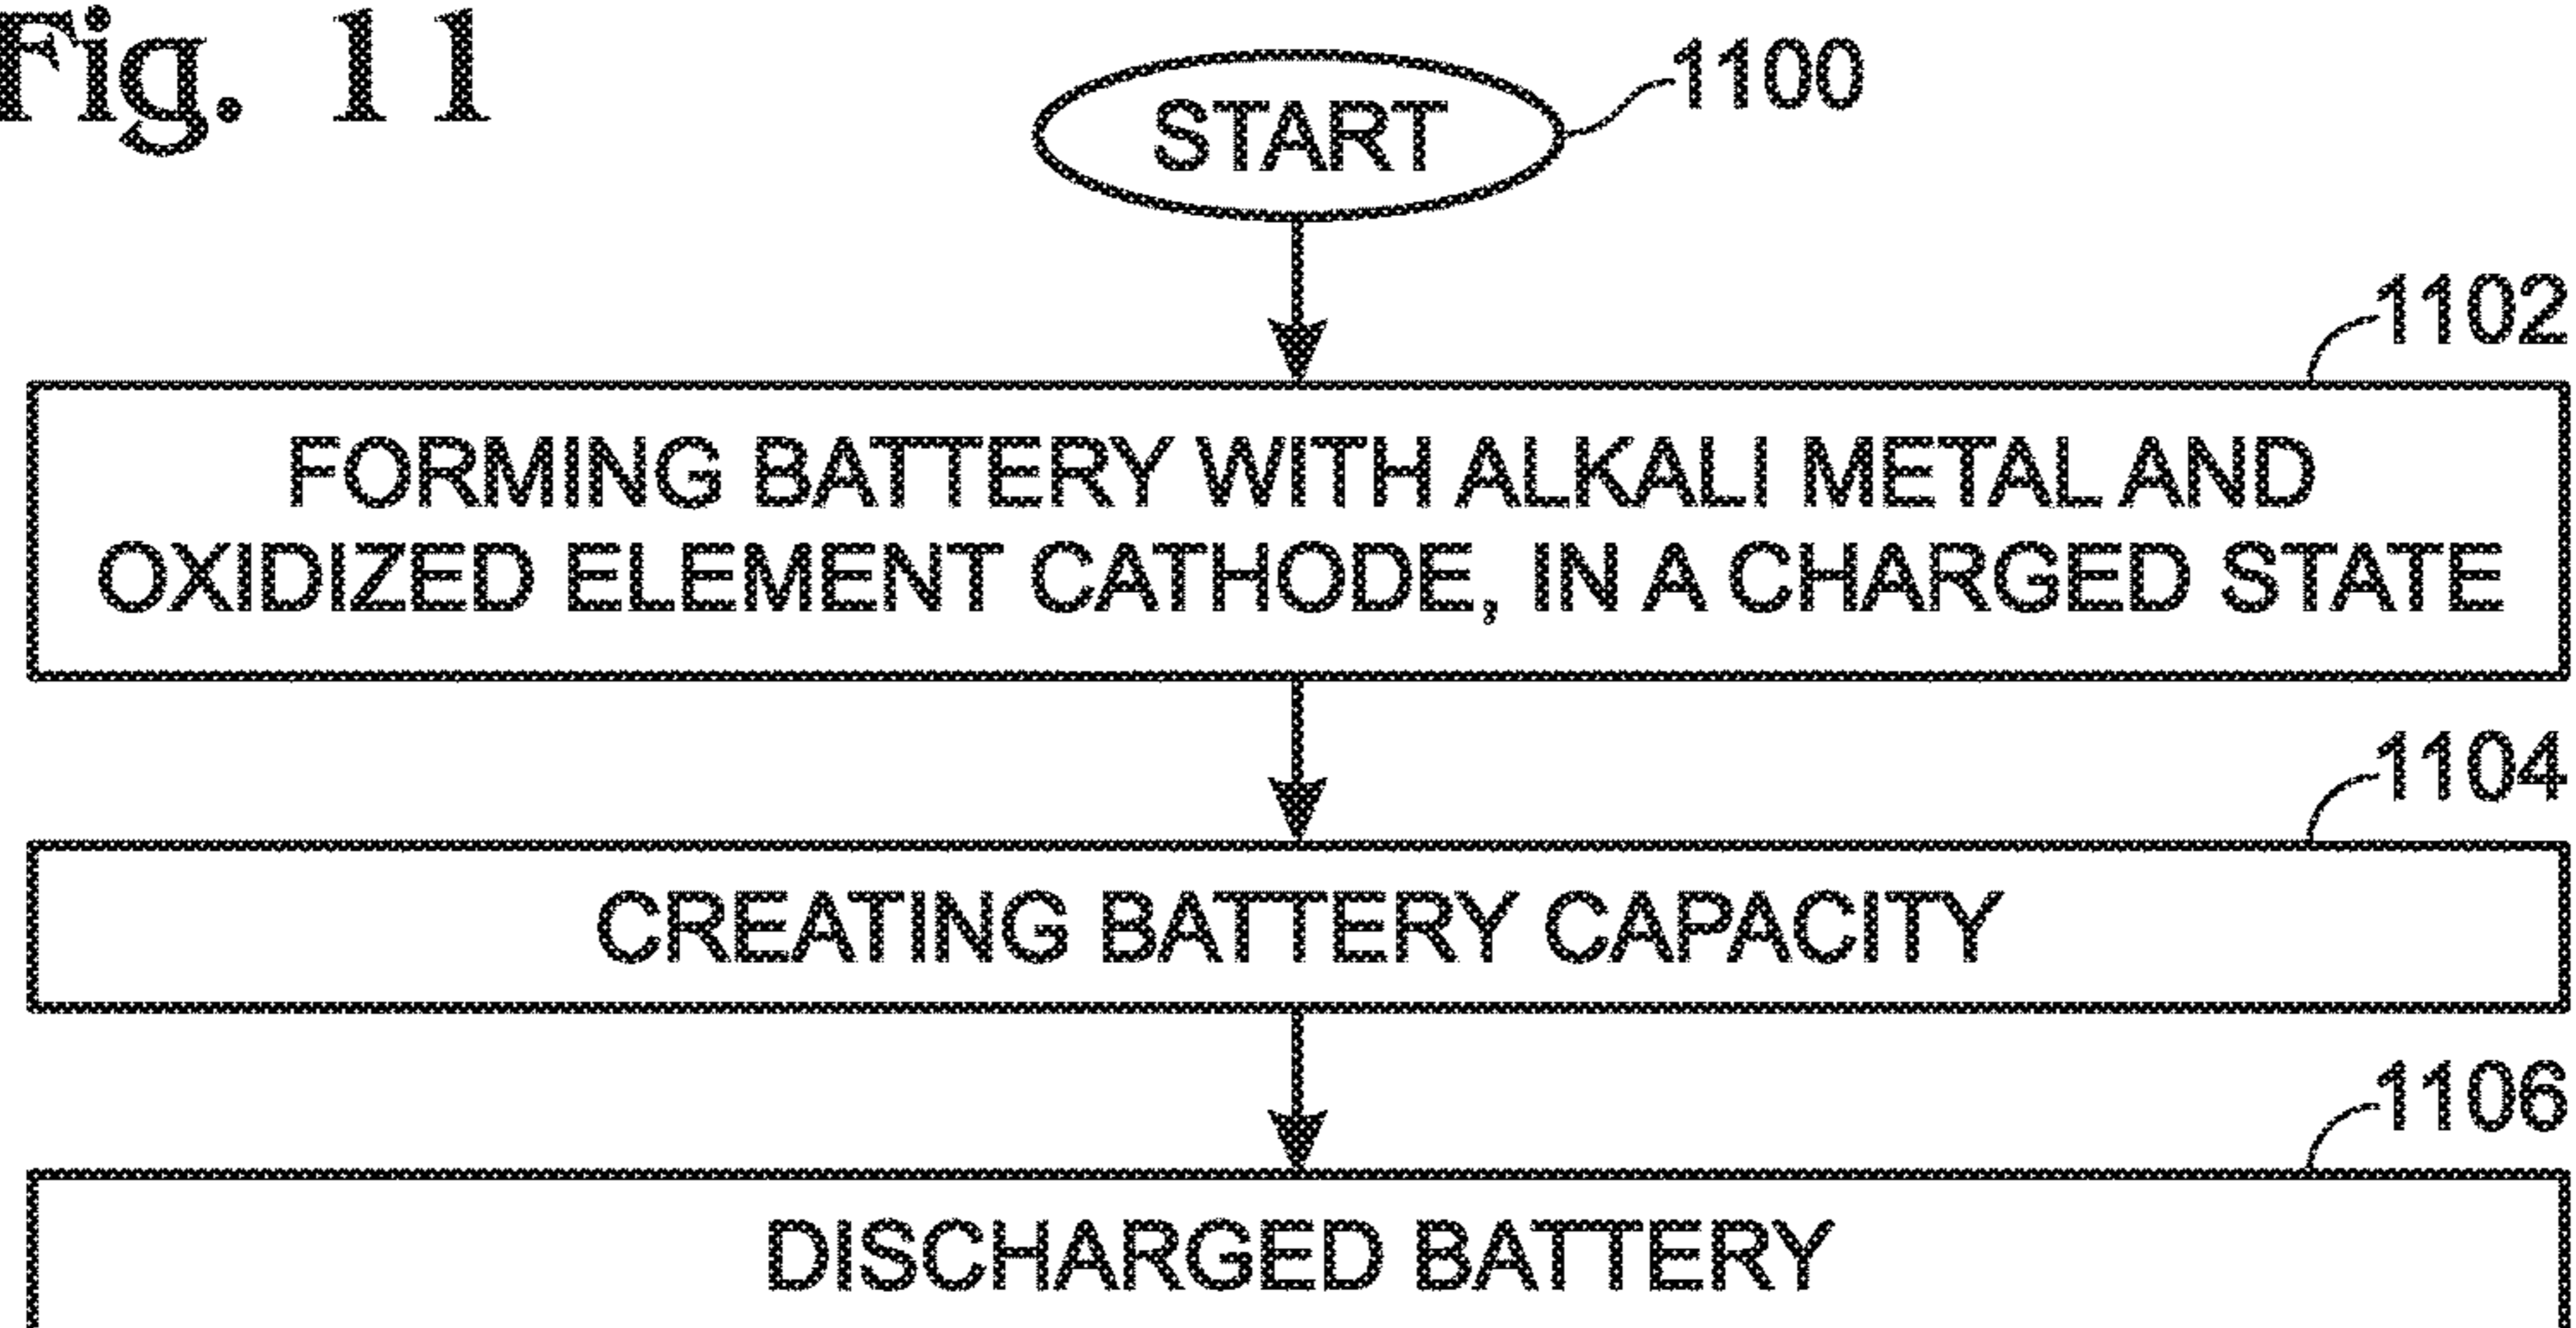 Fig. 11
START
1100
1102
FORMING BATTERY WITH ALKALI METAL AND
OXIDIZED ELEMENT CATHODE, IN A CHARGED STATE
1104
CREATING BATTERY CAPACITY
1106
DISCHARGED BATTERY